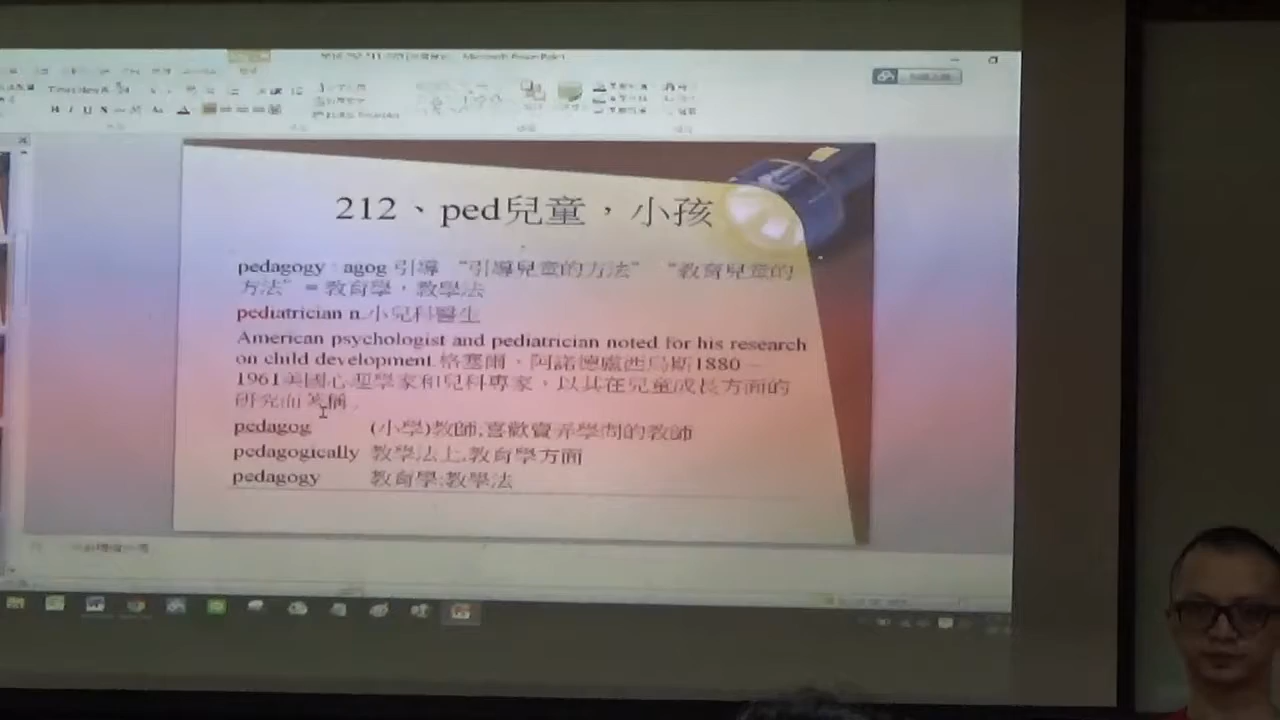 Microsoft PowerPoint
212、ped兒童，小孩
pedagogy : agog 引導 “引導兒童的方法” “教育兒童的
方法” = 教育學，教學法
pediatrician n.小兒科醫生
American psychologist and pediatrician noted for his research
on child development.格塞爾，阿諾德盧西烏斯1880－
1961美國心理學家和兒科專家，以其在兒童成長方面的
研究而著稱.
pedagog (小學)教師,喜歡賣弄學問的教師
pedagogically 教學法上,教育學方面
pedagogy 教育學;教學法